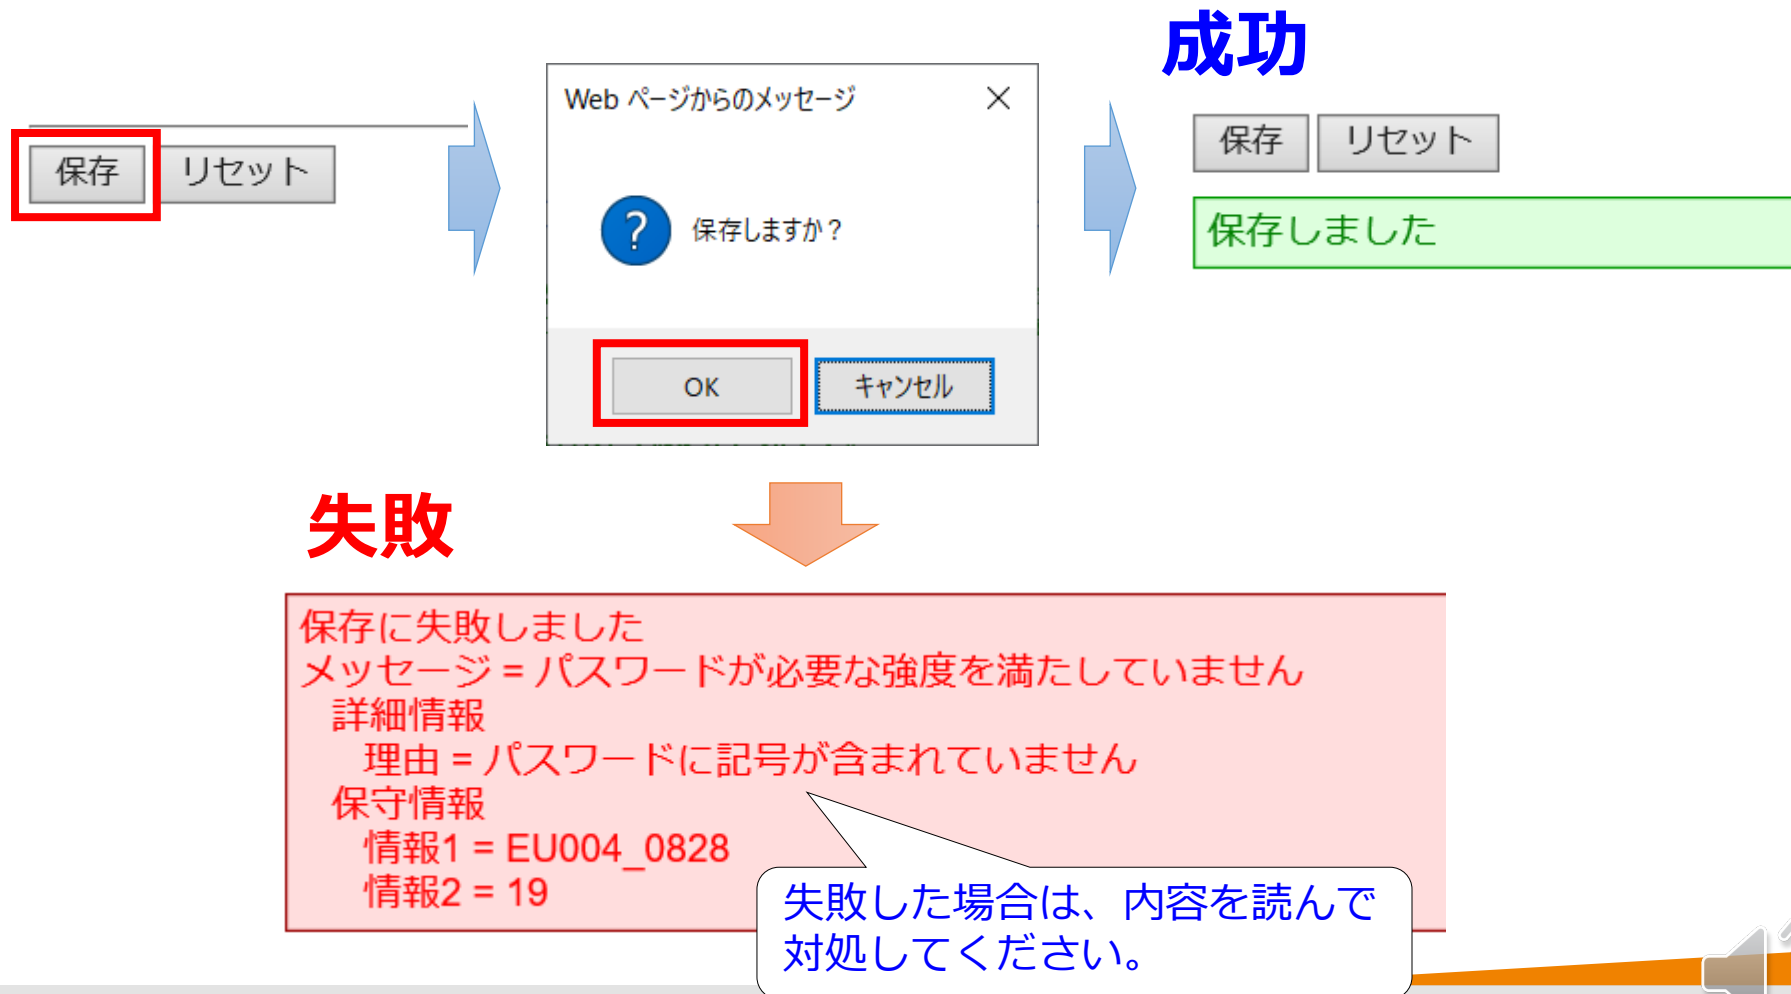 成功
Web ページからのメッセージ
保存 リセット
保存しますか？
OK キャンセル
保存 リセット
保存しました
失敗
保存に失敗しました
メッセージ = パスワードが必要な強度を満たしていません
詳細情報
理由 = パスワードに記号が含まれていません
保守情報
情報1 = EU004_0828
情報2 = 19
失敗した場合は、内容を読んで
対処してください。